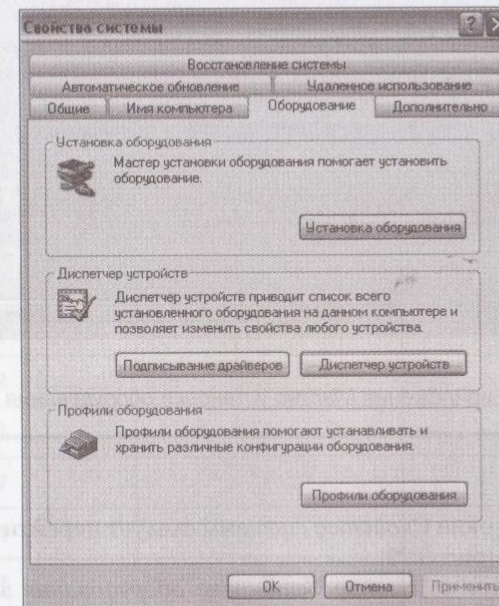 Свойства системы
Восстановление системы
Автоматическое обновление Удаленное использование
Общие Имя компьютера Оборудование Дополнительно
Установка оборудования
Мастер установки оборудования помогает установить
оборудование.
Установка оборудования
Диспетчер устройств
Диспетчер устройств приводит список всего
установленного оборудования на данном компьютере и
позволяет изменить свойства любого устройства.
Подписывание драйверов Диспетчер устройств
Профили оборудования
Профили оборудования помогают устанавливать и
хранить различные конфигурации оборудования.
Профили оборудования
OK Отмена Применить